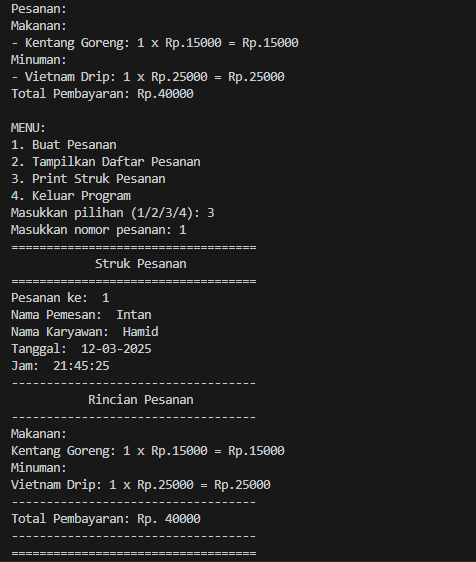 Pesanan:
Makanan:
- Kentang Goreng: 1 x Rp.15000 = Rp.15000
Minuman:
- Vietnam Drip: 1 x Rp.25000 = Rp.25000
Total Pembayaran: Rp.40000

MENU:
1. Buat Pesanan
2. Tampilkan Daftar Pesanan
3. Print Struk Pesanan
4. Keluar Program
Masukkan pilihan (1/2/3/4): 3
Masukkan nomor pesanan: 1
===================================
            Struk Pesanan
===================================
Pesanan ke:  1
Nama Pemesan:  Intan
Nama Karyawan:  Hamid
Tanggal:  12-03-2025
Jam:  21:45:25
-----------------------------------
           Rincian Pesanan
-----------------------------------
Makanan:
Kentang Goreng: 1 x Rp.15000 = Rp.15000
Minuman:
Vietnam Drip: 1 x Rp.25000 = Rp.25000
-----------------------------------
Total Pembayaran: Rp. 40000
-----------------------------------
===================================